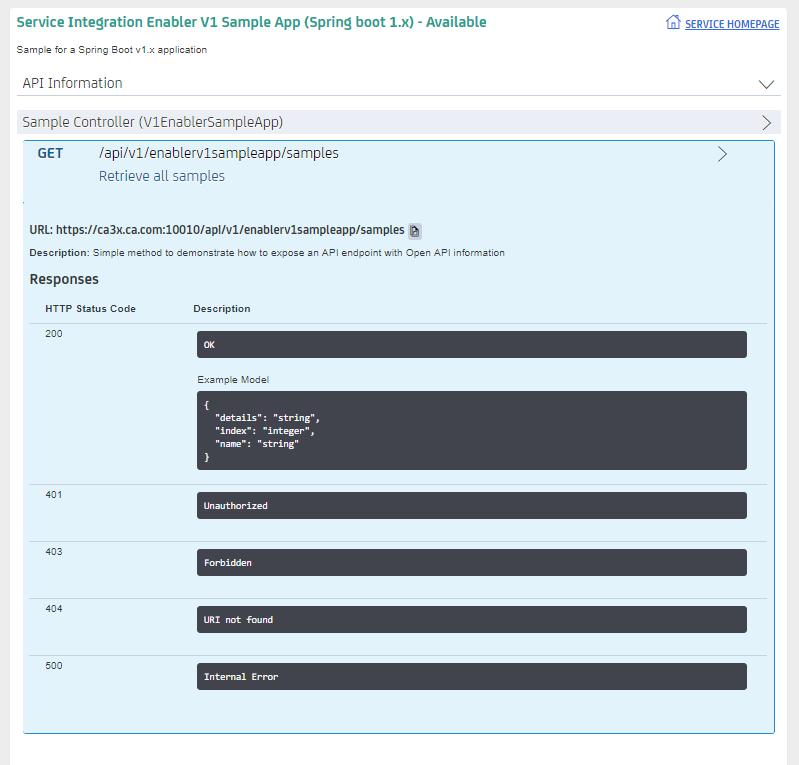 Service Integration Enabler V1 Sample App (Spring boot 1.x) - Available
SERVICE HOMEPAGE
Sample for a Spring Boot v1.x application
API Information
Sample Controller (V1EnablerSampleApp)
GET /api/v1/enablerv1sampleapp/samples
Retrieve all samples
URL: https://ca3x.ca.com:10010/api/v1/enablerv1sampleapp/samples
Description: Simple method to demonstrate how to expose an API endpoint with Open API information
Responses
HTTP Status Code Description
200
OK
Example Model
{
  "details": "string",
  "index": "integer",
  "name": "string"
}
401
Unauthorized
403
Forbidden
404
URI not found
500
Internal Error